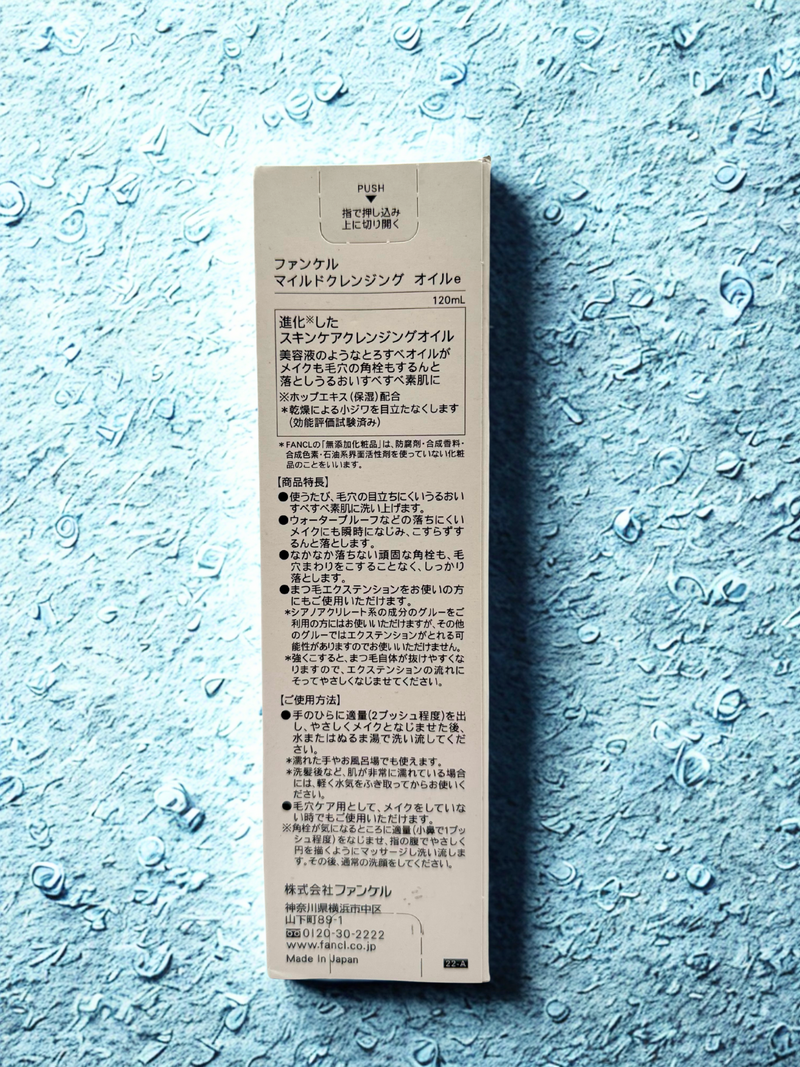 PUSH
▼
指で押し込み
上に切り開く
ファンケル
マイルドクレンジング オイルe
120mL
進化※した
スキンケアクレンジングオイル
美容液のようなとろすべオイルが
メイクも毛穴の角栓もするんと
落としうるおいすべすべ素肌に
※ホップエキス(保湿)配合
*乾燥による小ジワを目立たなくします
(効能評価試験済み)
*FANCLの「無添加化粧品」は、防腐剤・合成香料・
合成色素・石油系界面活性剤を使っていない化粧
品のことをいいます。
【商品特長】
●使うたび、毛穴の目立ちにくいうるおい
すべすべ素肌に洗い上げます。
●ウォータープルーフなどの落ちにくい
メイクにも瞬時になじみ、こすらずす
るんと落とします。
●なかなか落ちない頑固な角栓も、毛
穴まわりをこすることなく、しっかり
落とします。
●まつ毛エクステンションをお使いの方
にもご使用いただけます。
*シアノアクリレート系の成分のグルーをご
利用の方にはお使いいただけますが、その他
のグルーではエクステンションがとれる可
能性がありますのでお使いいただけません。
*強くこすると、まつ毛自体が抜けやすくな
りますので、エクステンションの流れに
そってやさしくなじませてください。
【ご使用方法】
●手のひらに適量(2プッシュ程度)を出
し、やさしくメイクとなじませた後、
水またはぬるま湯で洗い流してくだ
さい。
*濡れた手やお風呂場でも使えます。
*洗髪後など、肌が非常に濡れている場合
には、軽く水気をふき取ってからお使いく
ださい。
●毛穴ケア用として、メイクをしていな
い時でもご使用いただけます。
※角栓が気になるところに適量(小鼻で1プッ
シュ程度)をなじませ、指の腹でやさしく
円を描くようにマッサージし洗い流しま
す。その後、通常の洗顔をしてください。
株式会社ファンケル
神奈川県横浜市中区
山下町89-1
0120-30-2222
www.fancl.co.jp
Made in Japan
22-A